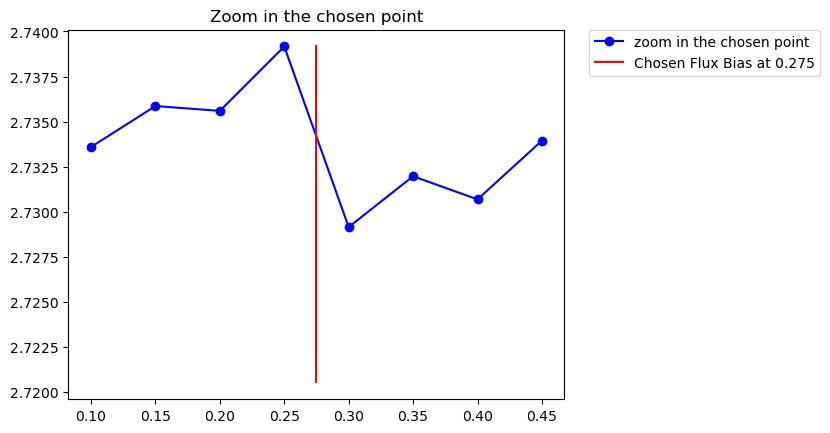 Zoom in the chosen point
2.7400
2.7375
2.7350
2.7325
2.7300
2.7275
2.7250
2.7225
2.7200
0.10 0.15 0.20 0.25 0.30 0.35 0.40 0.45
zoom in the chosen point
Chosen Flux Bias at 0.275